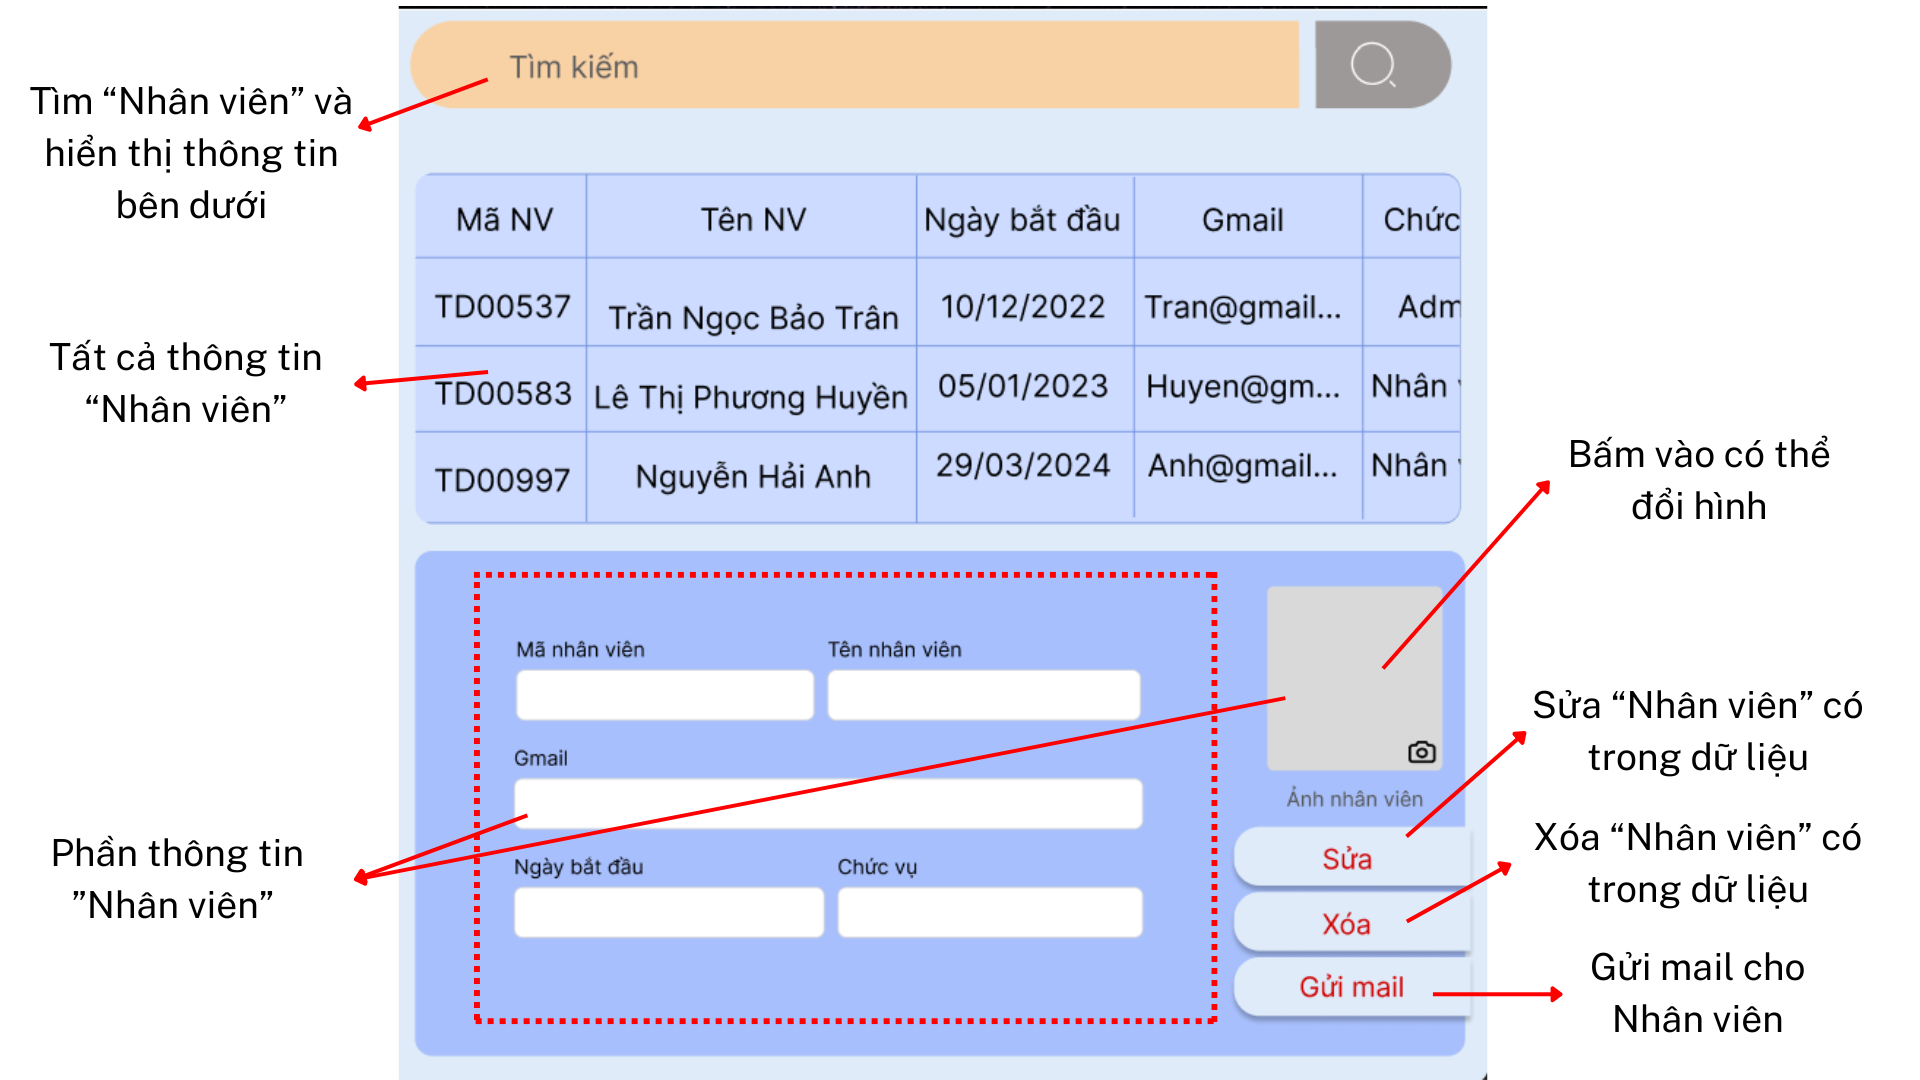 Tìm kiếm
Tìm “Nhân viên” và
hiển thị thông tin
bên dưới
Mã NV Tên NV Ngày bắt đầu Gmail Chức
TD00537 Trần Ngọc Bảo Trân 10/12/2022 Tran@gmail... Adm
TD00583 Lê Thị Phương Huyền 05/01/2023 Huyen@gm... Nhân
TD00997 Nguyễn Hải Anh 29/03/2024 Anh@gmail... Nhân
Tất cả thông tin
“Nhân viên”
Bấm vào có thể
đổi hình
Mã nhân viên Tên nhân viên
Gmail
Ngày bắt đầu Chức vụ
Ảnh nhân viên
Sửa
Xóa
Gửi mail
Phần thông tin
”Nhân viên”
Sửa “Nhân viên” có
trong dữ liệu
Xóa “Nhân viên” có
trong dữ liệu
Gửi mail cho
Nhân viên